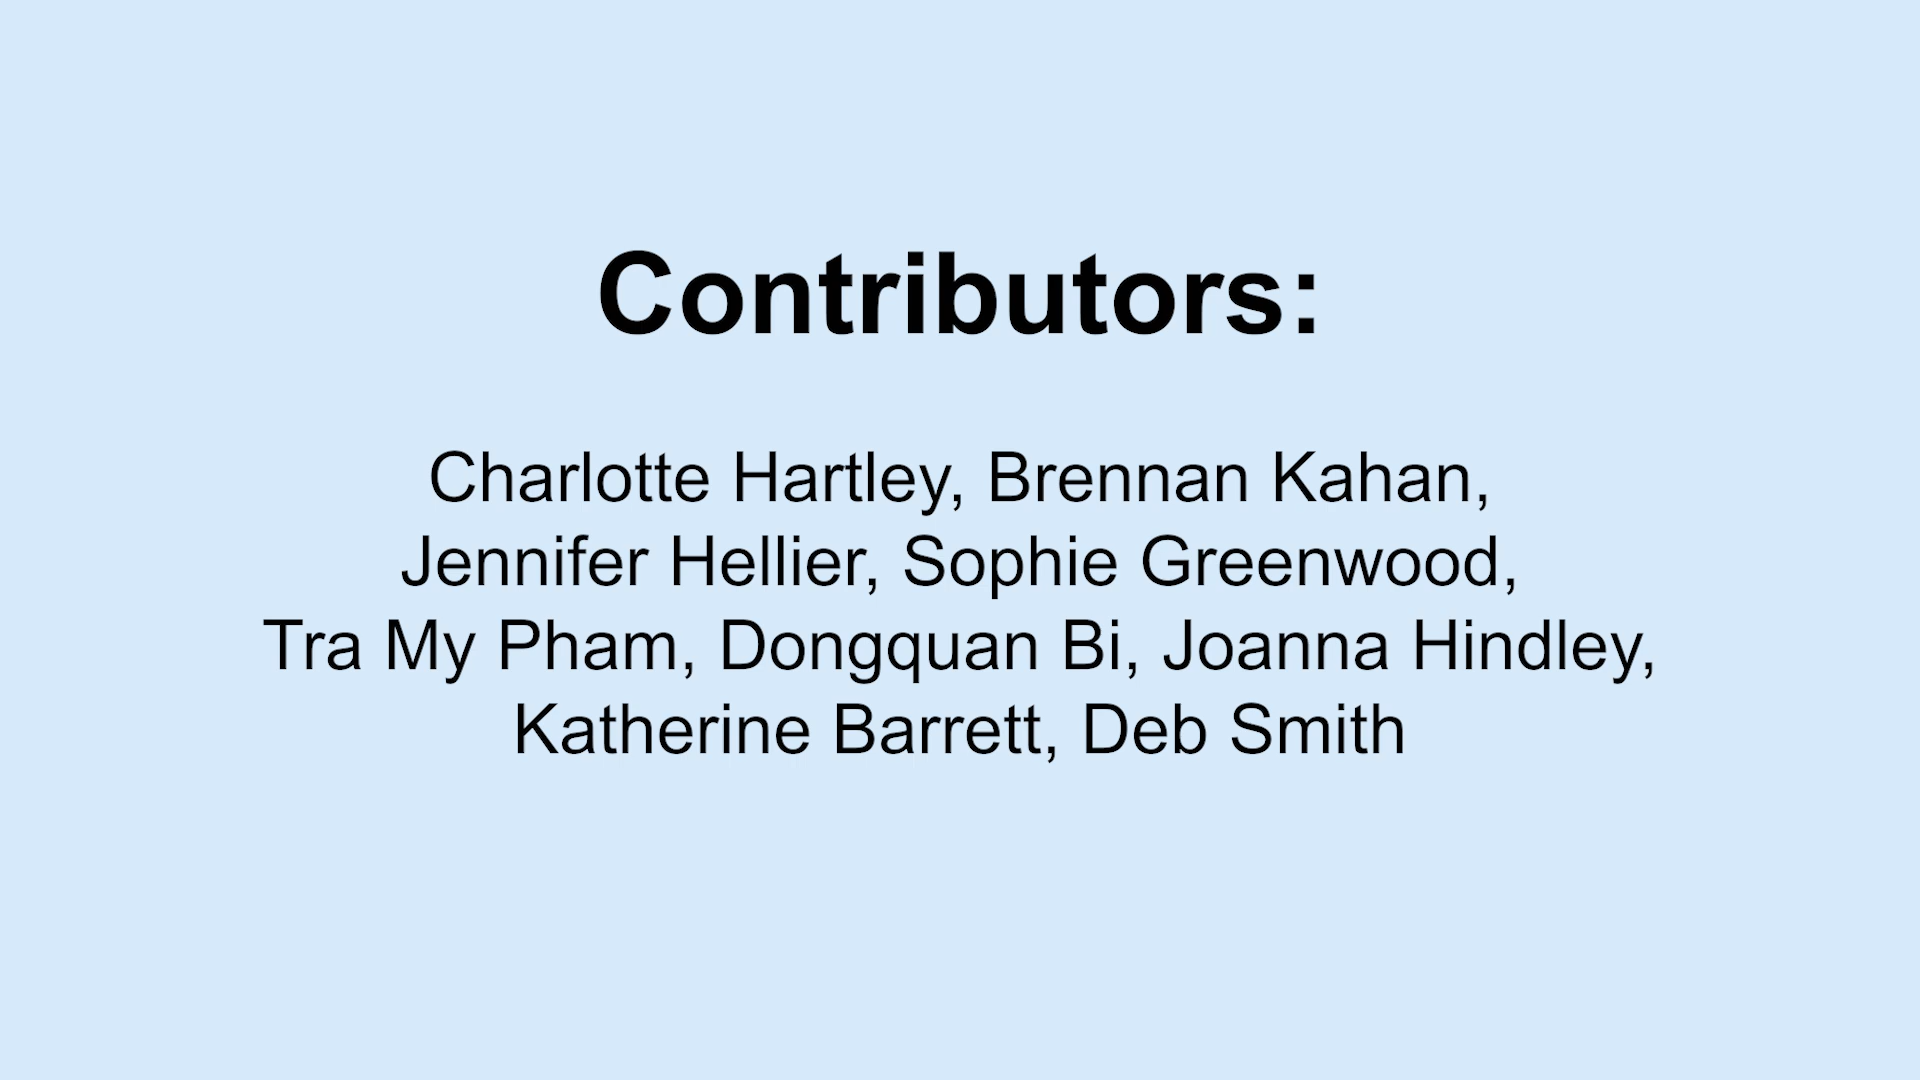 Contributors:
Charlotte Hartley, Brennan Kahan,
Jennifer Hellier, Sophie Greenwood,
Tra My Pham, Dongquan Bi, Joanna Hindley,
Katherine Barrett, Deb Smith